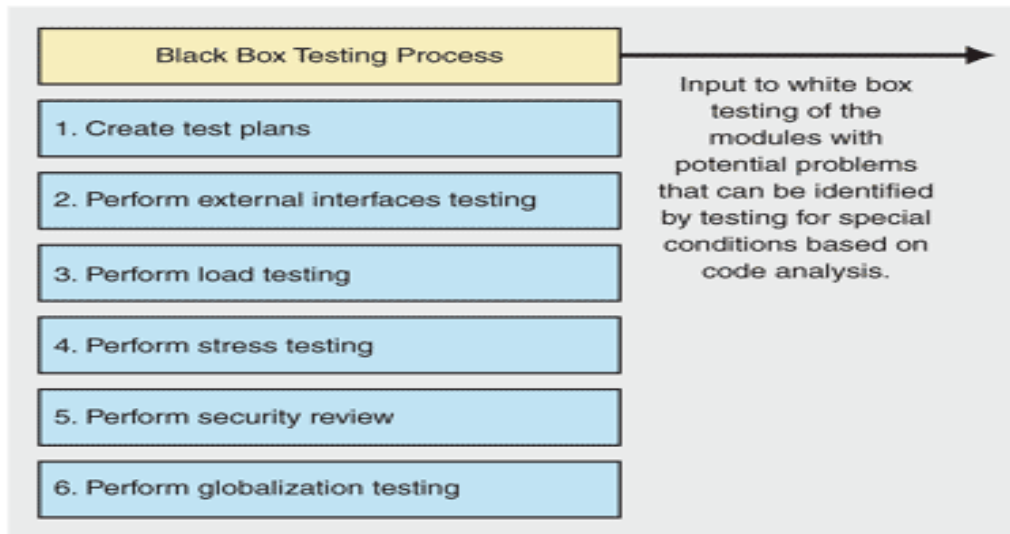 Black Box Testing Process
1. Create test plans
2. Perform external interfaces testing
3. Perform load testing
4. Perform stress testing
5. Perform security review
6. Perform globalization testing
Input to white box
testing of the
modules with
potential problems
that can be identified
by testing for special
conditions based on
code analysis.